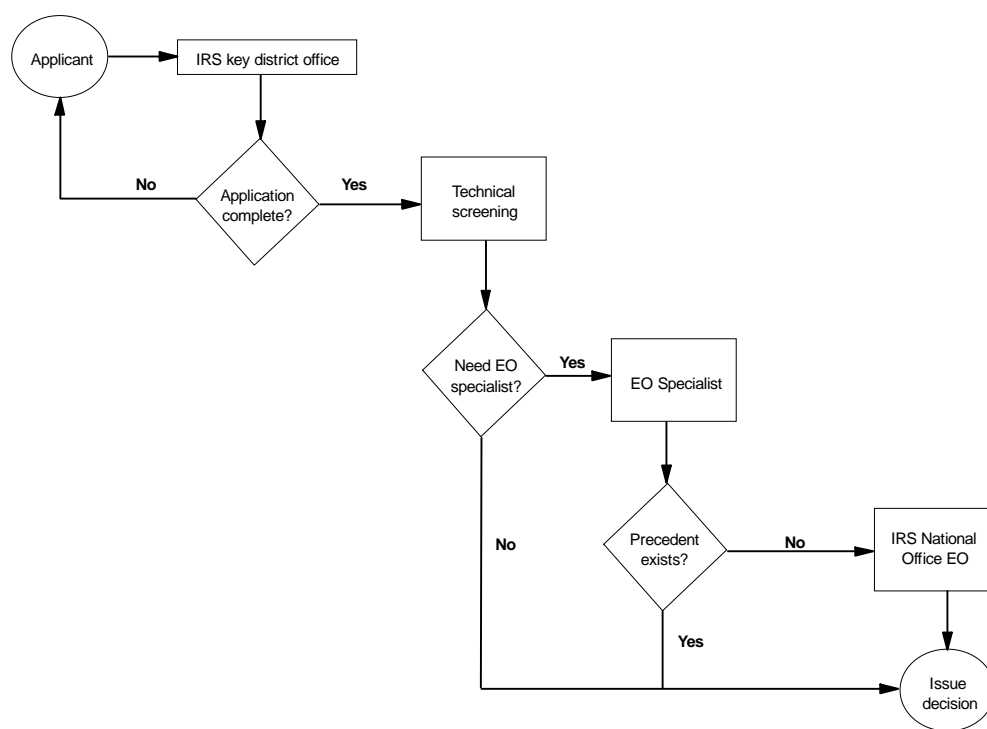 Applicant
IRS key district office
No
Application
complete?
Yes
Technical
screening
Need EO
specialist?
Yes
EO Specialist
No
Precedent
exists?
No
IRS National
Office EO
Yes
Issue
decision